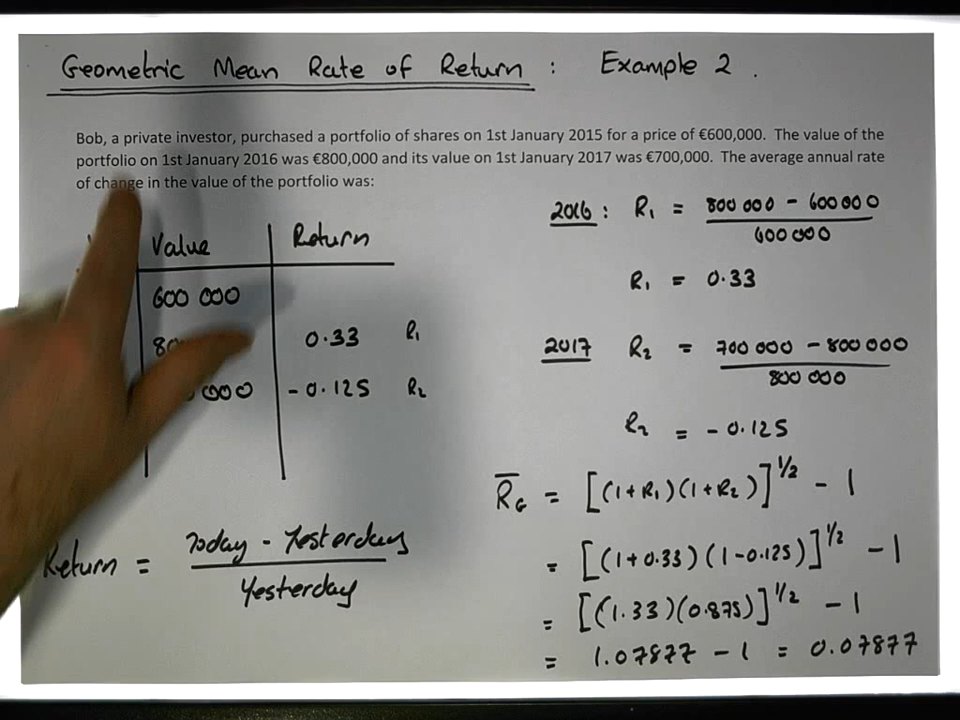 Geometric Mean Rate of Return : Example 2 .
Bob, a private investor, purchased a portfolio of shares on 1st January 2015 for a price of €600,000. The value of the
portfolio on 1st January 2016 was €800,000 and its value on 1st January 2017 was €700,000. The average annual rate
of change in the value of the portfolio was:
Value Return
600 000
0.33 R₁
-0.125 R₂
Return = Today - Yesterday / Yesterday
2016 : R₁ = 800 000 - 600 000 / 600 000
R₁ = 0.33
2017 R₂ = 700 000 - 800 000 / 800 000
R₂ = -0.125
R̅G = [(1+R₁)(1+R₂)]^1/2 - 1
= [(1+0.33)(1-0.125)]^1/2 - 1
= [(1.33)(0.875)]^1/2 - 1
= 1.07877 - 1 = 0.07877